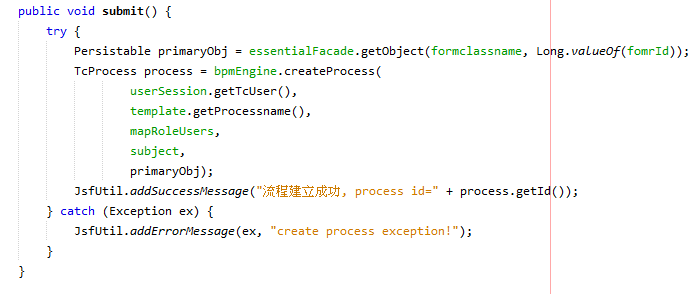 public void submit() {
try {
Persistable primaryObj = essentialFacade.getObject(formclassname, Long.valueOf(fomrId));
TcProcess process = bpmEngine.createProcess(
userSession.getTcUser(),
template.getProcessname(),
mapRoleUsers,
subject,
primaryObj);
JsfUtil.addSuccessMessage("流程建立成功, process id=" + process.getId());
} catch (Exception ex) {
JsfUtil.addErrorMessage(ex, "create process exception!");
}
}